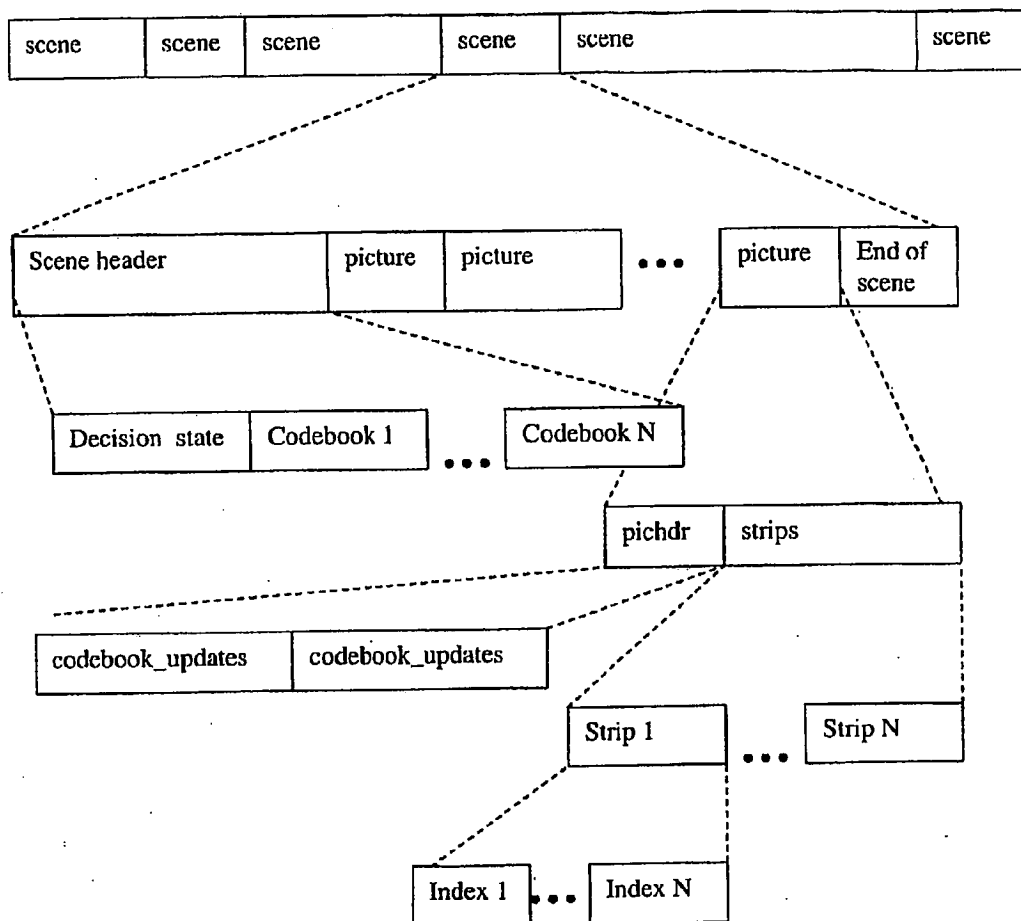 scene scene scene scene scene scene
Scene header picture picture ••• picture End of
scene
Decision state Codebook 1 ••• Codebook N
pichdr strips
codebook_updates codebook_updates
Strip 1 ••• Strip N
Index 1 ••• Index N